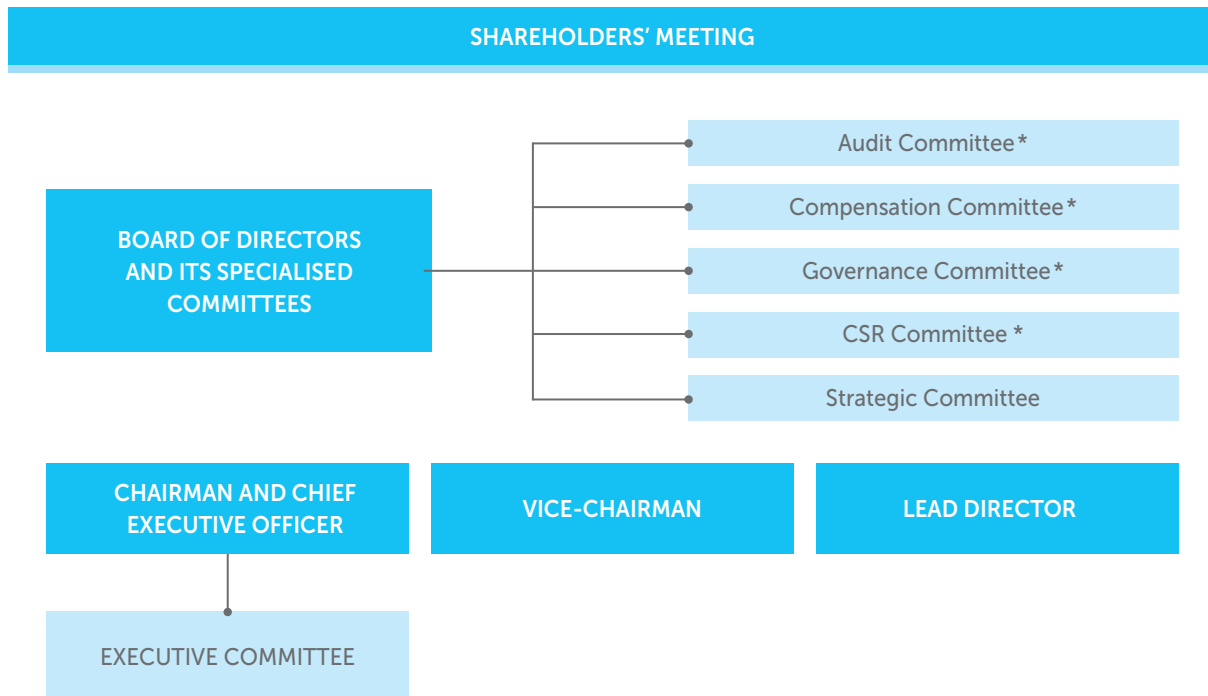 SHAREHOLDERS’ MEETING
BOARD OF DIRECTORS
AND ITS SPECIALISED
COMMITTEES
Audit Committee*
Compensation Committee*
Governance Committee*
CSR Committee *
Strategic Committee
CHAIRMAN AND CHIEF
EXECUTIVE OFFICER
VICE-CHAIRMAN
LEAD DIRECTOR
EXECUTIVE COMMITTEE